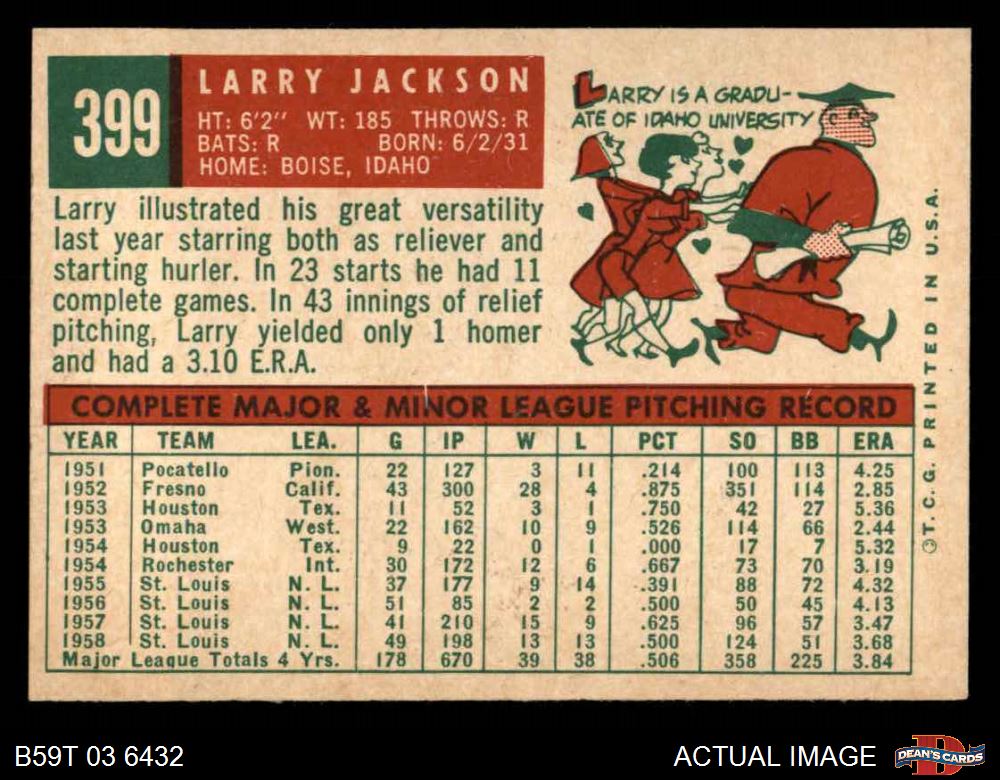 399
LARRY JACKSON
HT: 6'2" WT: 185 THROWS: R
BATS: R BORN: 6/2/31
HOME: BOISE, IDAHO
LARRY IS A GRADU-
ATE OF IDAHO UNIVERSITY
Larry illustrated his great versatility
last year starring both as reliever and
starting hurler. In 23 starts he had 11
complete games. In 43 innings of relief
pitching, Larry yielded only 1 homer
and had a 3.10 E.R.A.
COMPLETE MAJOR & MINOR LEAGUE PITCHING RECORD
YEAR TEAM LEA. G IP W L PCT SO BB ERA
1951 Pocatello Pion. 22 127 3 11 .214 100 113 4.25
1952 Fresno Calif. 43 300 28 4 .875 351 114 2.85
1953 Houston Tex. 11 52 3 1 .750 42 27 5.36
1953 Omaha West. 22 162 10 9 .526 114 66 2.44
1954 Houston Tex. 9 22 0 1 .000 17 7 5.32
1954 Rochester Int. 30 172 12 6 .667 73 70 3.19
1955 St. Louis N. L. 37 177 9 14 .391 88 72 4.32
1956 St. Louis N. L. 51 85 2 2 .500 50 45 4.13
1957 St. Louis N. L. 41 210 15 9 .625 96 57 3.47
1958 St. Louis N. L. 49 198 13 13 .500 124 51 3.68
Major League Totals 4 Yrs. 178 670 39 38 .506 358 225 3.84
©T. C. G. PRINTED IN U.S.A.
B59T 03 6432
ACTUAL IMAGE
D
DEAN'S CARDS